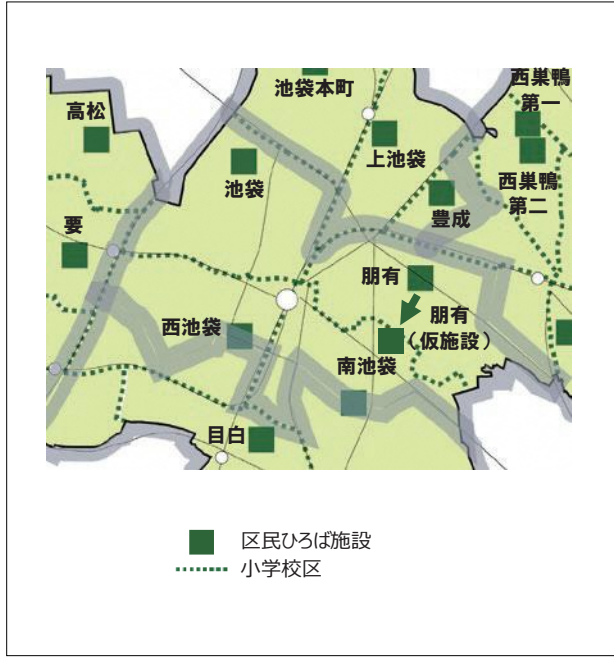 池袋本町
西巣鴨
第一
高松
上池袋
池袋
西巣鴨
第二
豊成
要
朋有
朋有
（仮施設）
西池袋
南池袋
目白
区民ひろば施設
小学校区